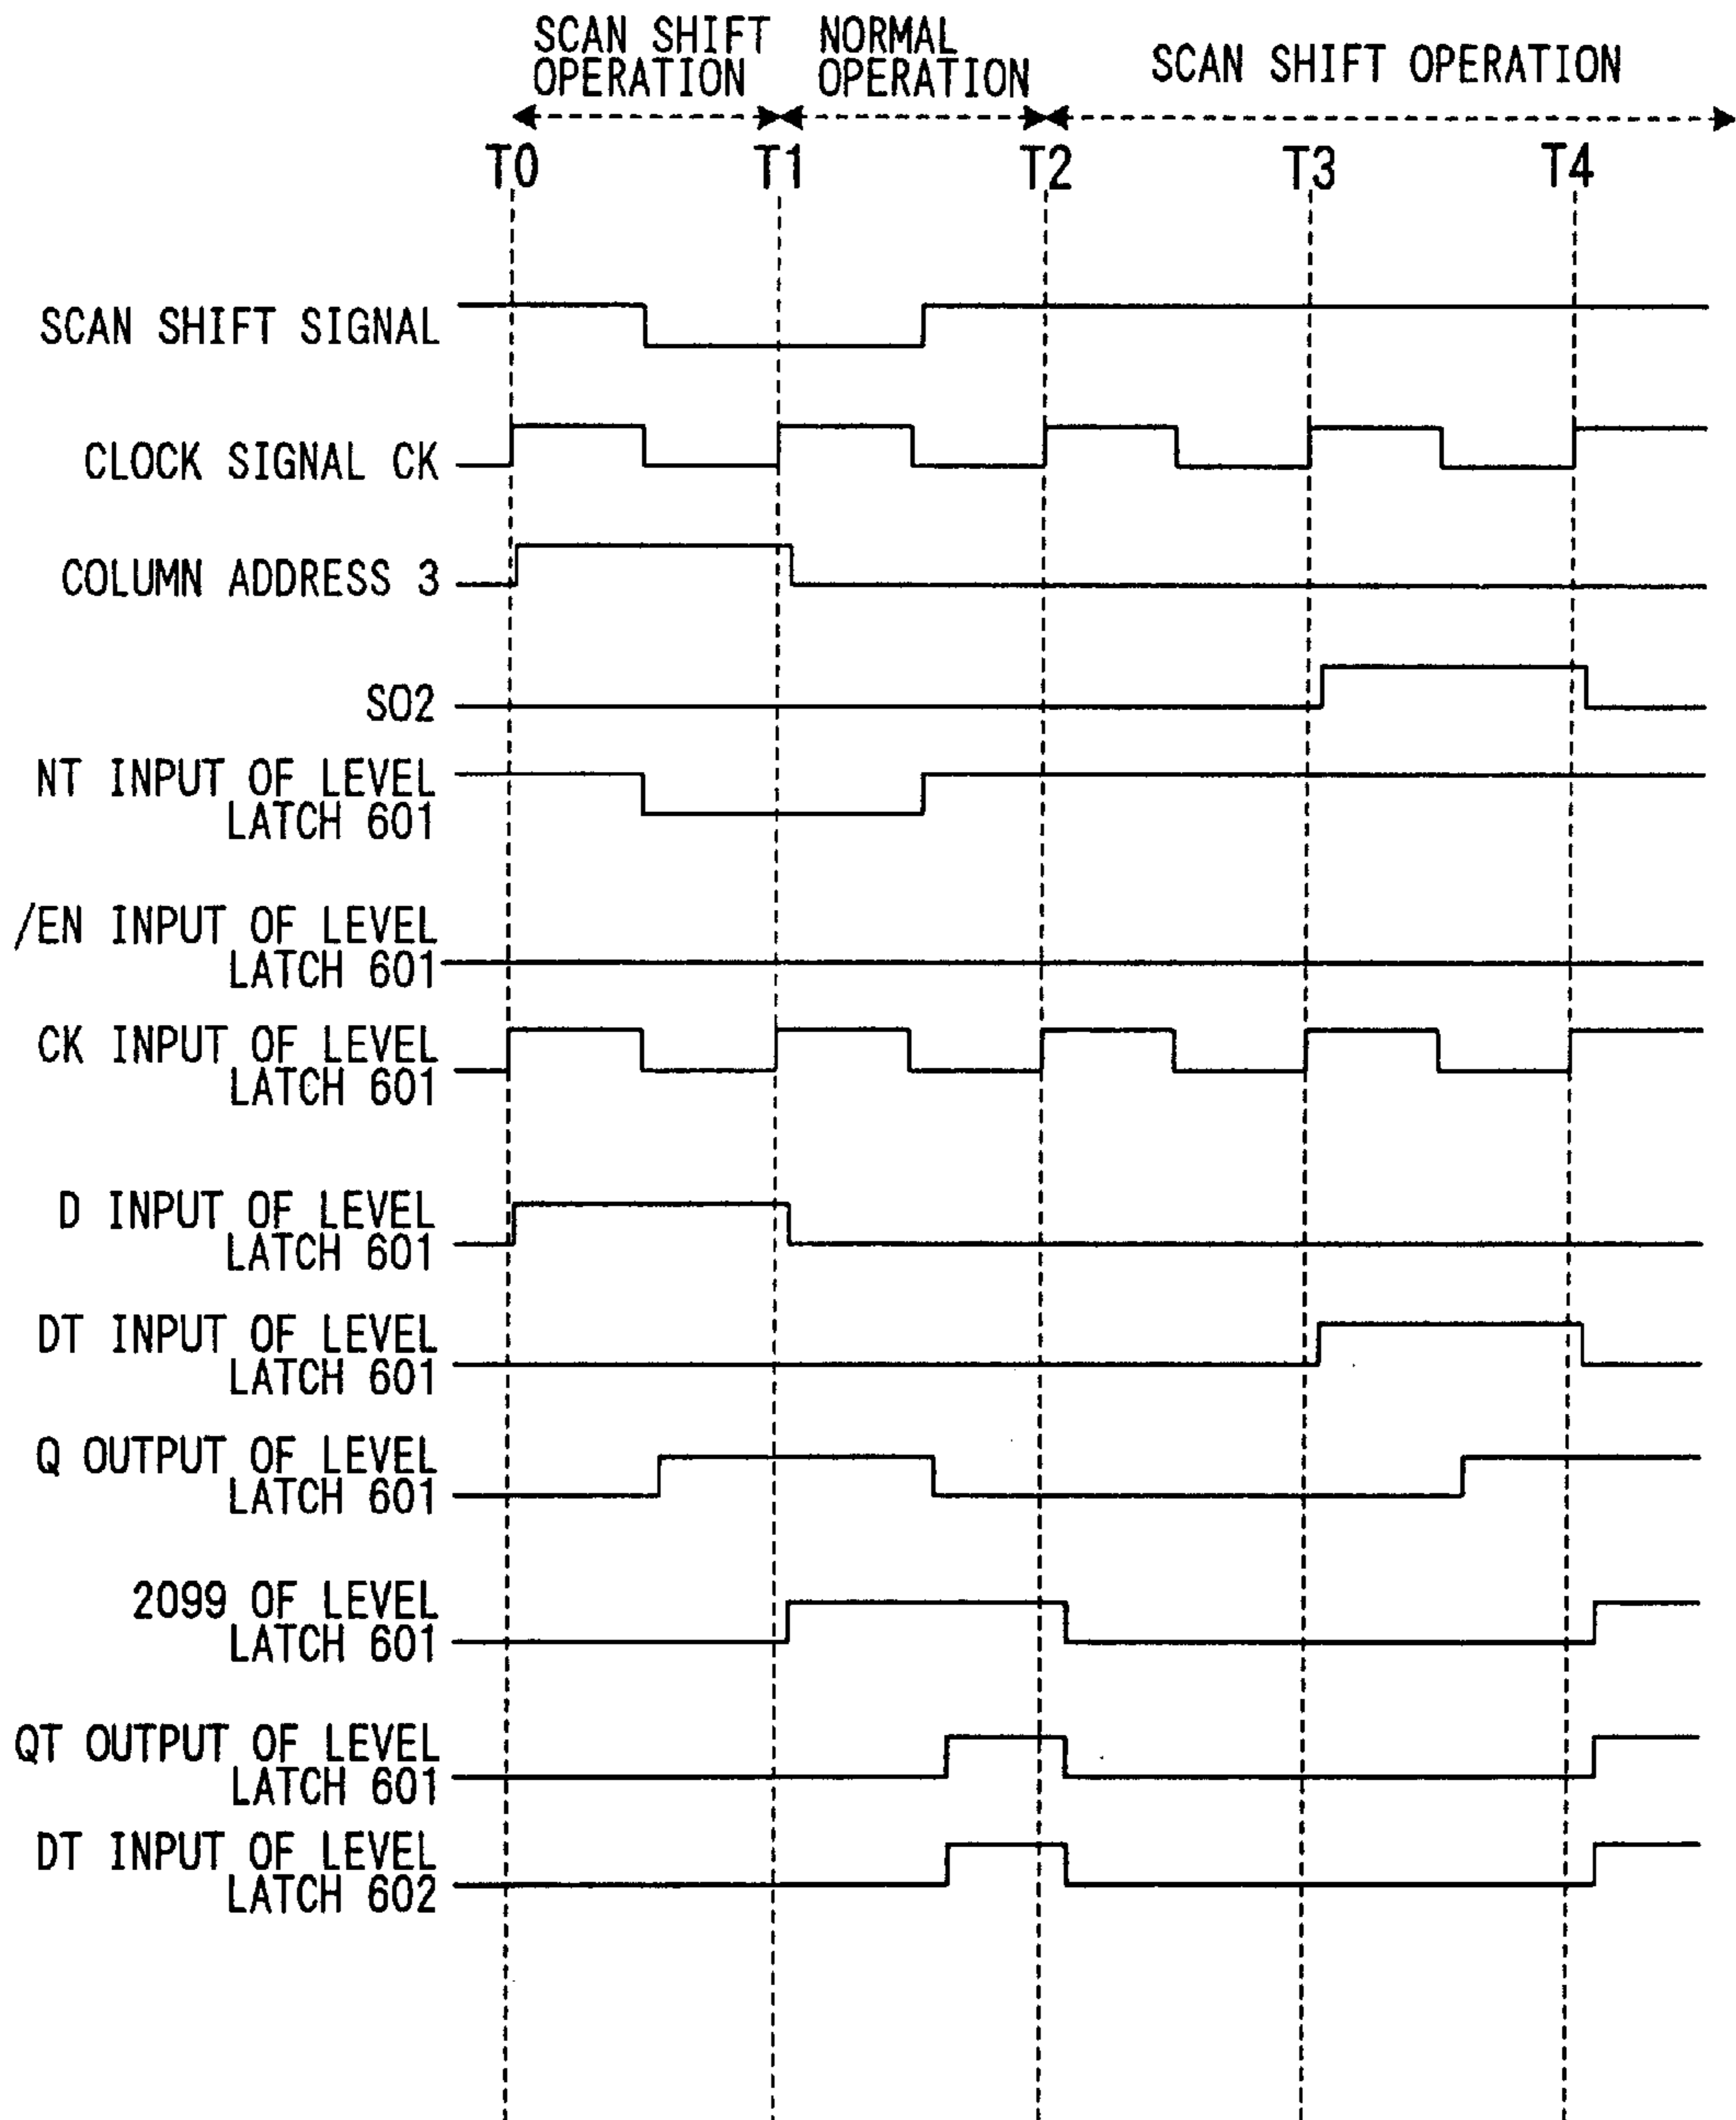 SCAN SHIFT OPERATION
NORMAL OPERATION
SCAN SHIFT OPERATION
T0 T1 T2 T3 T4
SCAN SHIFT SIGNAL
CLOCK SIGNAL CK
COLUMN ADDRESS 3
SO2
NT INPUT OF LEVEL
LATCH 601
/EN INPUT OF LEVEL
LATCH 601
CK INPUT OF LEVEL
LATCH 601
D INPUT OF LEVEL
LATCH 601
DT INPUT OF LEVEL
LATCH 601
Q OUTPUT OF LEVEL
LATCH 601
2099 OF LEVEL
LATCH 601
QT OUTPUT OF LEVEL
LATCH 601
DT INPUT OF LEVEL
LATCH 602